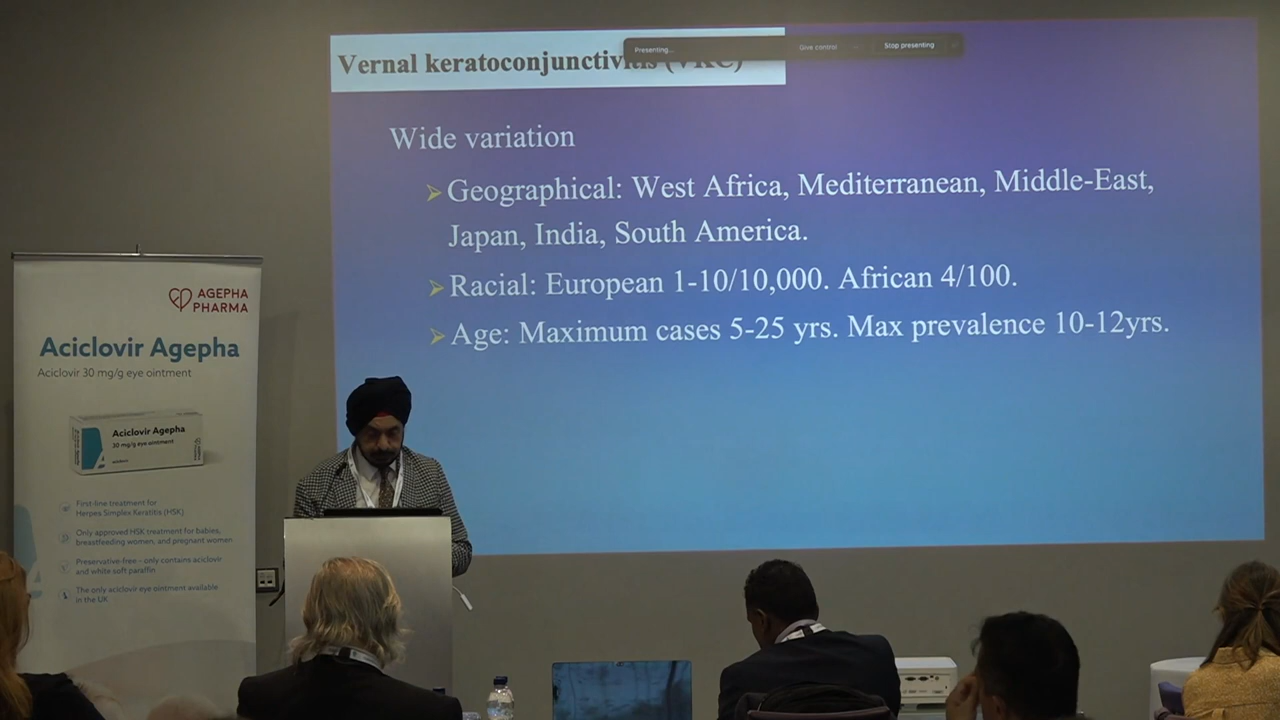 Presenting...
Give control
Stop presenting
Vernal keratoconjunctivitis (VKC)
Wide variation
Geographical: West Africa, Mediterranean, Middle-East,
Japan, India, South America.
Racial: European 1-10/10,000. African 4/100.
Age: Maximum cases 5-25 yrs. Max prevalence 10-12yrs.
AGEPHA
PHARMA
Aciclovir Agepha
Aciclovir 30 mg/g eye ointment
Aciclovir Agepha
30 mg/g eye ointment
First-line treatment for
Herpes Simplex Keratitis (HSK)
Only approved HSK treatment for babies,
breastfeeding women, and pregnant women
Preservative-free - only contains aciclovir
and white soft paraffin
The only aciclovir eye ointment available
in the UK